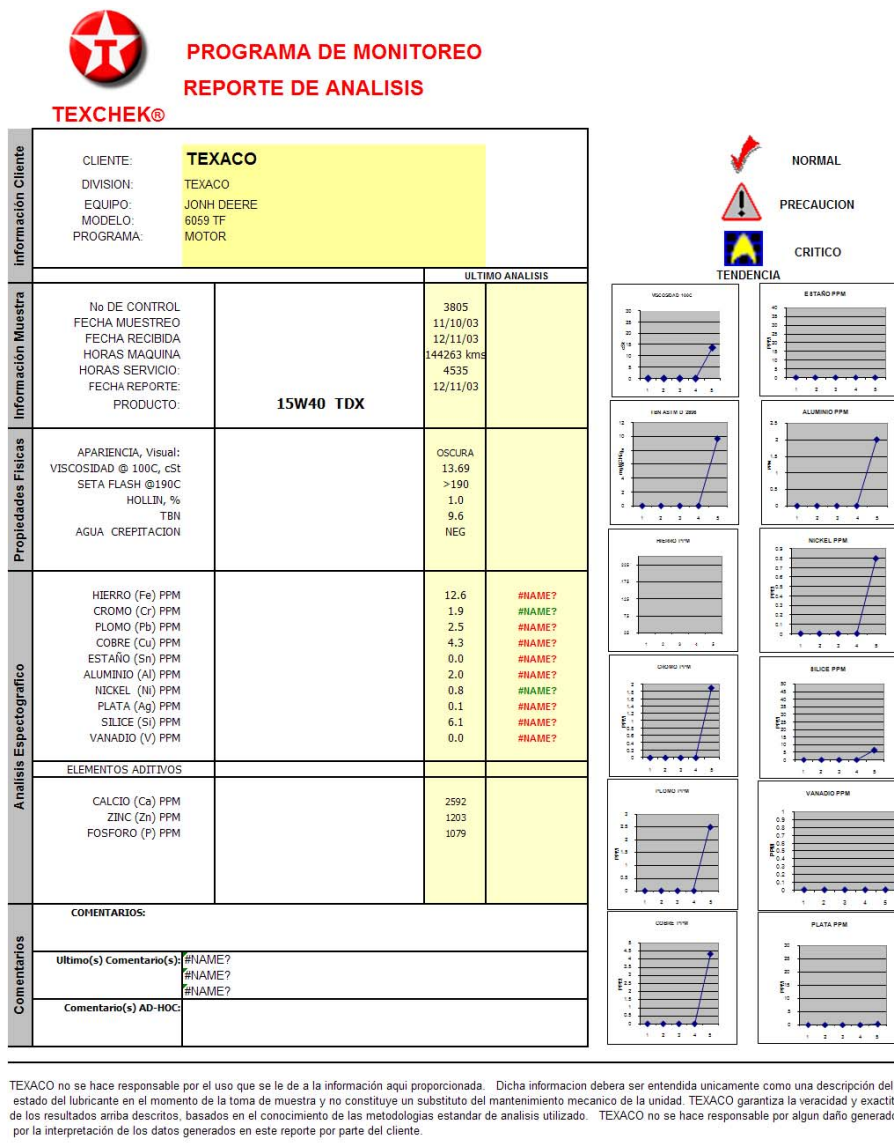 PROGRAMA DE MONITOREO
REPORTE DE ANALISIS
TEXCHEK®
información Cliente
CLIENTE: TEXACO
DIVISION: TEXACO
EQUIPO: JONH DEERE
MODELO: 6059 TF
PROGRAMA: MOTOR
NORMAL
PRECAUCION
CRITICO
TENDENCIA
ULTIMO ANALISIS
Información Muestra
No DE CONTROL 3805
FECHA MUESTREO 11/10/03
FECHA RECIBIDA 12/11/03
HORAS MAQUINA 144263 kms
HORAS SERVICIO: 4535
FECHA REPORTE: 12/11/03
PRODUCTO: 15W40 TDX
Propiedades Fisicas
APARIENCIA, Visual: OSCURA
VISCOSIDAD @ 100C, cSt 13.69
SETA FLASH @190C >190
HOLLIN, % 1.0
TBN 9.6
AGUA CREPITACION NEG
Analisis Espectografico
HIERRO (Fe) PPM 12.6 #NAME?
CROMO (Cr) PPM 1.9 #NAME?
PLOMO (Pb) PPM 2.5 #NAME?
COBRE (Cu) PPM 4.3 #NAME?
ESTAÑO (Sn) PPM 0.0 #NAME?
ALUMINIO (Al) PPM 2.0 #NAME?
NICKEL (Ni) PPM 0.8 #NAME?
PLATA (Ag) PPM 0.1 #NAME?
SILICE (Si) PPM 6.1 #NAME?
VANADIO (V) PPM 0.0 #NAME?
ELEMENTOS ADITIVOS
CALCIO (Ca) PPM 2592
ZINC (Zn) PPM 1203
FOSFORO (P) PPM 1079
Comentarios
COMENTARIOS:
Ultimo(s) Comentario(s): #NAME?
#NAME?
#NAME?
Comentario(s) AD-HOC:
VISCOSIDAD 100C
ESTAÑO PPM
ALUMINIO PPM
HIERRO PPM
NICKEL PPM
CROMO PPM
SILICE PPM
PLOMO PPM
VANADIO PPM
COBRE PPM
PLATA PPM
TEXACO no se hace responsable por el uso que se le de a la información aqui proporcionada. Dicha informacion debera ser entendida unicamente como una descripción del
estado del lubricante en el momento de la toma de muestra y no constituye un substituto del mantenimiento mecanico de la unidad. TEXACO garantiza la veracidad y exactit
de los resultados arriba descritos, basados en el conocimiento de las metodologias estandar de analisis utilizado. TEXACO no se hace responsable por algun daño generado
por la interpretación de los datos generados en este reporte por parte del cliente.